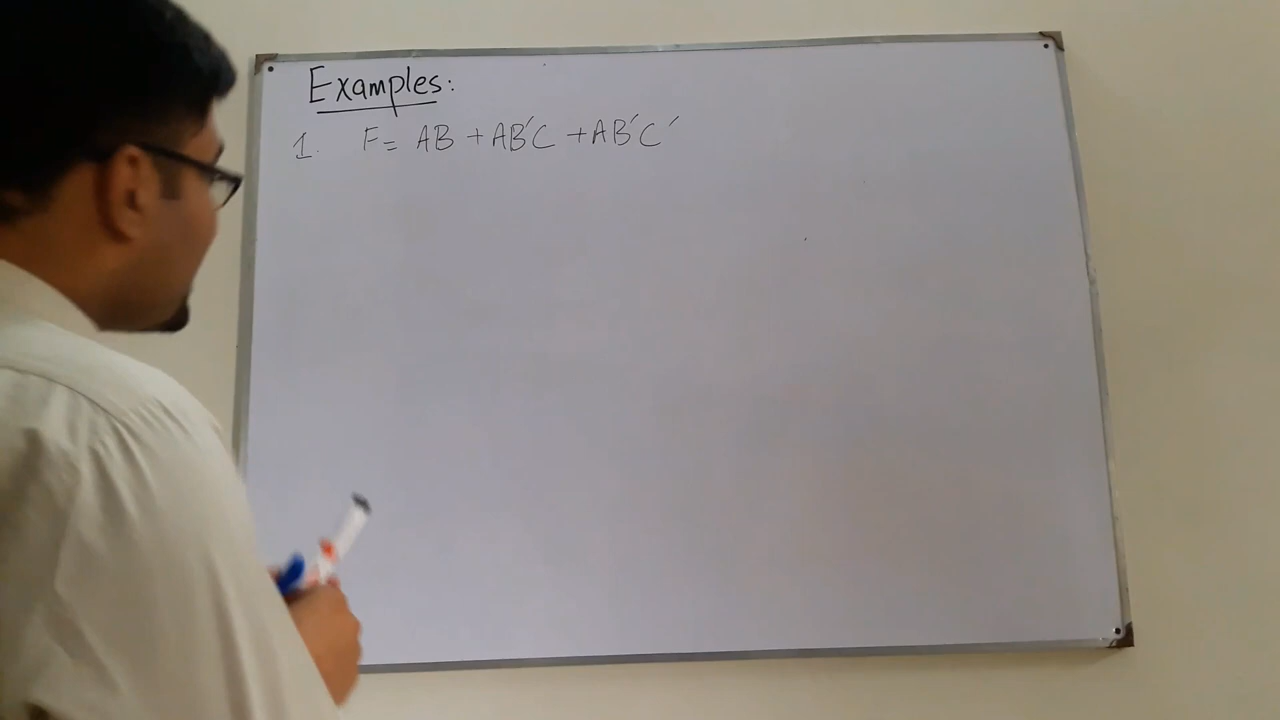 Examples:
1. F= AB + AB′C + AB′C′